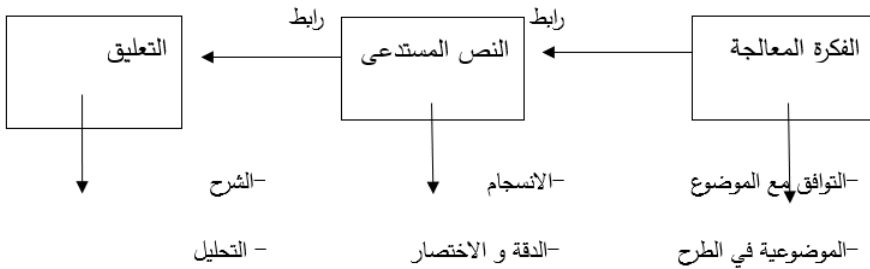 رابط
رابط
الفكرة المعالجة
النص المستدعى
التعليق
-التوافق مع الموضوع
-الانسجام
-الشرح
-الموضوعية في الطرح
-الدقة و الاختصار
- التحليل